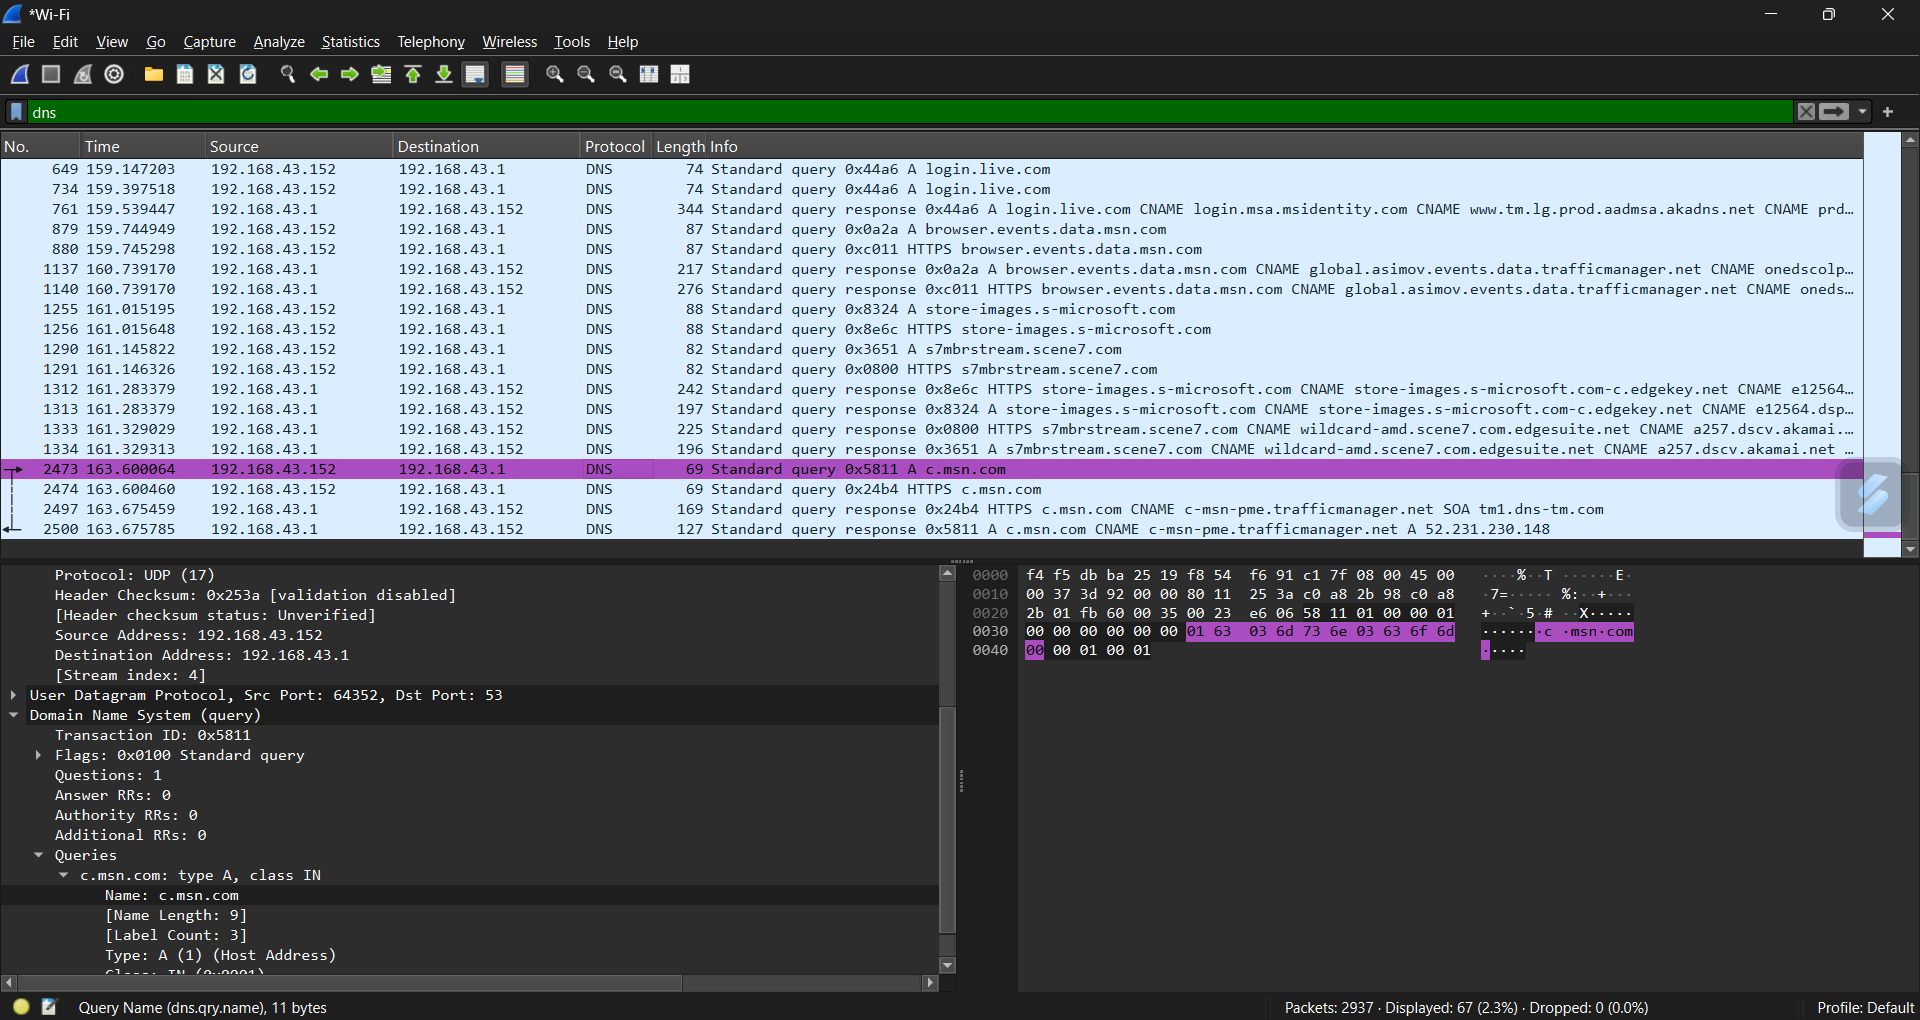 *Wi-Fi
File Edit View Go Capture Analyze Statistics Telephony Wireless Tools Help
dns
No. Time Source Destination Protocol Length Info
649 159.147203 192.168.43.152 192.168.43.1 DNS 74 Standard query 0x44a6 A login.live.com
734 159.397518 192.168.43.152 192.168.43.1 DNS 74 Standard query 0x44a6 A login.live.com
761 159.539447 192.168.43.1 192.168.43.152 DNS 344 Standard query response 0x44a6 A login.live.com CNAME login.msa.msidentity.com CNAME www.tm.lg.prod.aadmsa.akadns.net CNAME prd…
879 159.744949 192.168.43.152 192.168.43.1 DNS 87 Standard query 0x0a2a A browser.events.data.msn.com
880 159.745298 192.168.43.152 192.168.43.1 DNS 87 Standard query 0xc011 HTTPS browser.events.data.msn.com
1137 160.739170 192.168.43.1 192.168.43.152 DNS 217 Standard query response 0x0a2a A browser.events.data.msn.com CNAME global.asimov.events.data.trafficmanager.net CNAME onedscolp…
1140 160.739170 192.168.43.1 192.168.43.152 DNS 276 Standard query response 0xc011 HTTPS browser.events.data.msn.com CNAME global.asimov.events.data.trafficmanager.net CNAME oneds…
1255 161.015195 192.168.43.152 192.168.43.1 DNS 88 Standard query 0x8324 A store-images.s-microsoft.com
1256 161.015648 192.168.43.152 192.168.43.1 DNS 88 Standard query 0x8e6c HTTPS store-images.s-microsoft.com
1290 161.145822 192.168.43.152 192.168.43.1 DNS 82 Standard query 0x3651 A s7mbrstream.scene7.com
1291 161.146326 192.168.43.152 192.168.43.1 DNS 82 Standard query 0x0800 HTTPS s7mbrstream.scene7.com
1312 161.283379 192.168.43.1 192.168.43.152 DNS 242 Standard query response 0x8e6c HTTPS store-images.s-microsoft.com CNAME store-images.s-microsoft.com-c.edgekey.net CNAME e12564…
1313 161.283379 192.168.43.1 192.168.43.152 DNS 197 Standard query response 0x8324 A store-images.s-microsoft.com CNAME store-images.s-microsoft.com-c.edgekey.net CNAME e12564.dsp…
1333 161.329029 192.168.43.1 192.168.43.152 DNS 225 Standard query response 0x0800 HTTPS s7mbrstream.scene7.com CNAME wildcard-amd.scene7.com.edgesuite.net CNAME a257.dscv.akamai.…
1334 161.329313 192.168.43.1 192.168.43.152 DNS 196 Standard query response 0x3651 A s7mbrstream.scene7.com CNAME wildcard-amd.scene7.com.edgesuite.net CNAME a257.dscv.akamai.net …
2473 163.600064 192.168.43.152 192.168.43.1 DNS 69 Standard query 0x5811 A c.msn.com
2474 163.600460 192.168.43.152 192.168.43.1 DNS 69 Standard query 0x24b4 HTTPS c.msn.com
2497 163.675459 192.168.43.1 192.168.43.152 DNS 169 Standard query response 0x24b4 HTTPS c.msn.com CNAME c-msn-pme.trafficmanager.net SOA tm1.dns-tm.com
2500 163.675785 192.168.43.1 192.168.43.152 DNS 127 Standard query response 0x5811 A c.msn.com CNAME c-msn-pme.trafficmanager.net A 52.231.230.148
Protocol: UDP (17)
Header Checksum: 0x253a [validation disabled]
[Header checksum status: Unverified]
Source Address: 192.168.43.152
Destination Address: 192.168.43.1
[Stream index: 4]
User Datagram Protocol, Src Port: 64352, Dst Port: 53
Domain Name System (query)
Transaction ID: 0x5811
Flags: 0x0100 Standard query
Questions: 1
Answer RRs: 0
Authority RRs: 0
Additional RRs: 0
Queries
c.msn.com: type A, class IN
Name: c.msn.com
[Name Length: 9]
[Label Count: 3]
Type: A (1) (Host Address)
Class: IN (0x0001)
0000 f4 f5 db ba 25 19 f8 54 f6 91 c1 7f 08 00 45 00 ····%··T ······E·
0010 00 37 3d 92 00 00 80 11 25 3a c0 a8 2b 98 c0 a8 ·7=····· %:··+···
0020 2b 01 fb 60 00 35 00 23 e6 06 58 11 01 00 00 01 +··`·5·# ··X·····
0030 00 00 00 00 00 00 01 63 03 6d 73 6e 03 63 6f 6d ·······c ·msn·com
0040 00 00 01 00 01 ·····
Query Name (dns.qry.name), 11 bytes
Packets: 2937 · Displayed: 67 (2.3%) · Dropped: 0 (0.0%)
Profile: Default